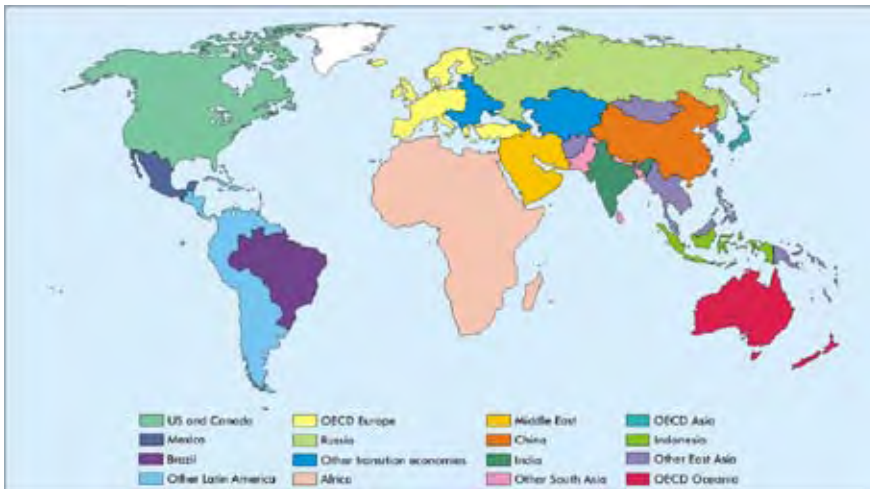 US and Canada
OECD Europe
Middle East
OECD Asia
Mexico
Russia
China
Indonesia
Brazil
Other transition economies
India
Other East Asia
Other Latin America
Africa
Other South Asia
OECD Oceania